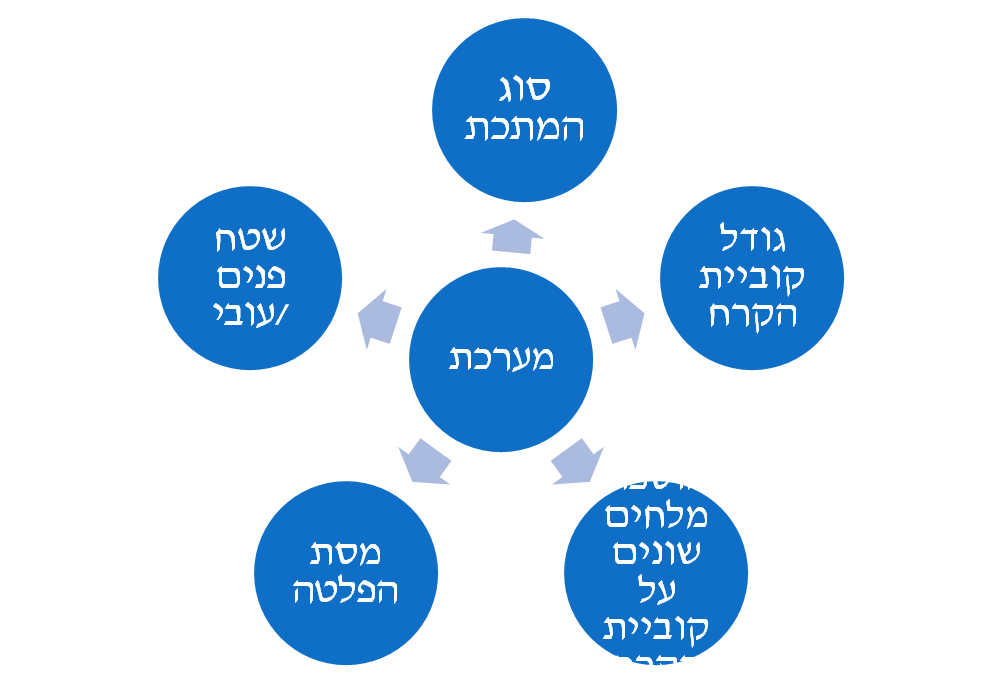 סוג
המתכת
גודל
קוביית
הקרח
מלחים
שונים
על
קוביית
מסת
הפלטה
שטח
פנים
/עובי
מערכת